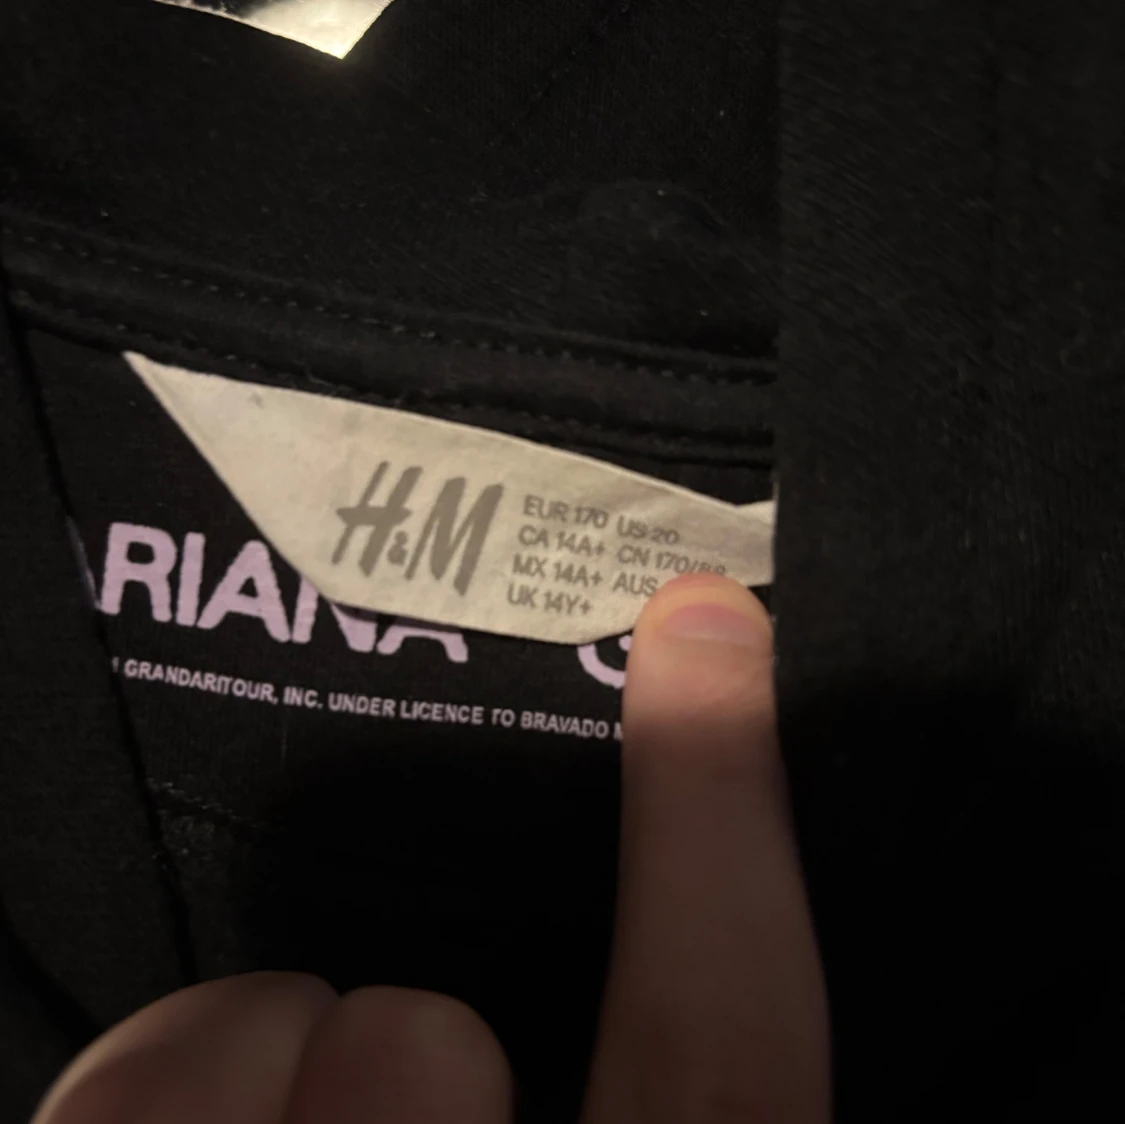 H&M
EUR 170 US 20
CA 14A+ CN 170/88
MX 14A+ AUS
UK 14Y+
ARIANA G
GRANDARITOUR, INC. UNDER LICENCE TO BRAVADO M